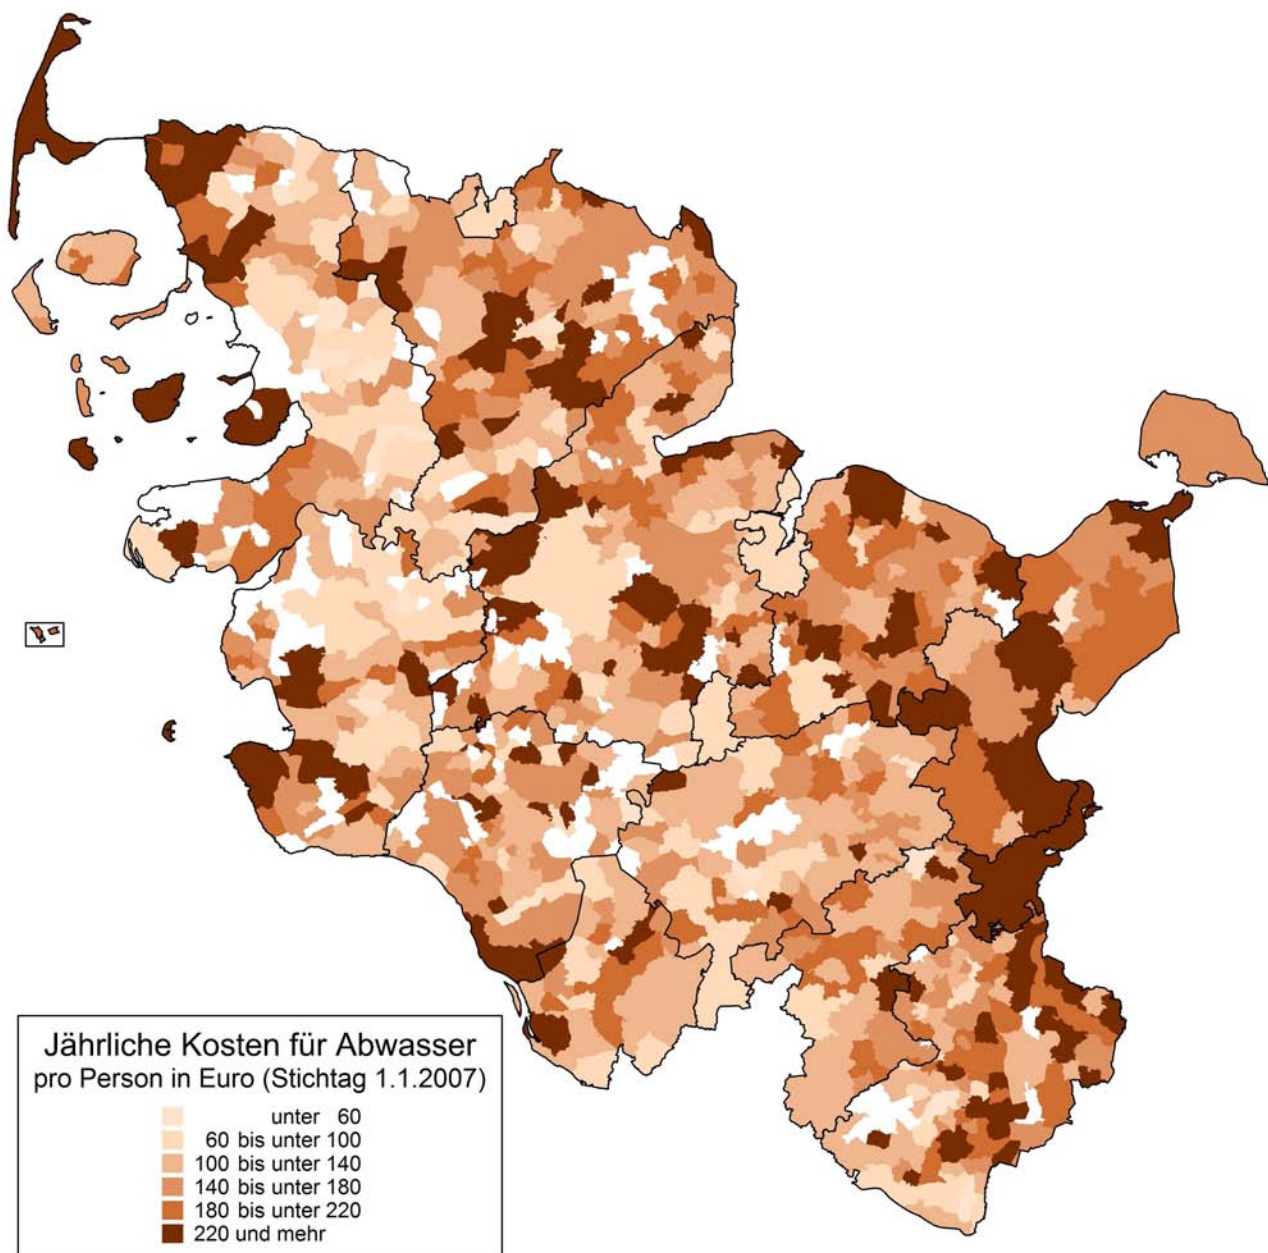 Jährliche Kosten für Abwasser
pro Person in Euro (Stichtag 1.1.2007)
unter 60
60 bis unter 100
100 bis unter 140
140 bis unter 180
180 bis unter 220
220 und mehr